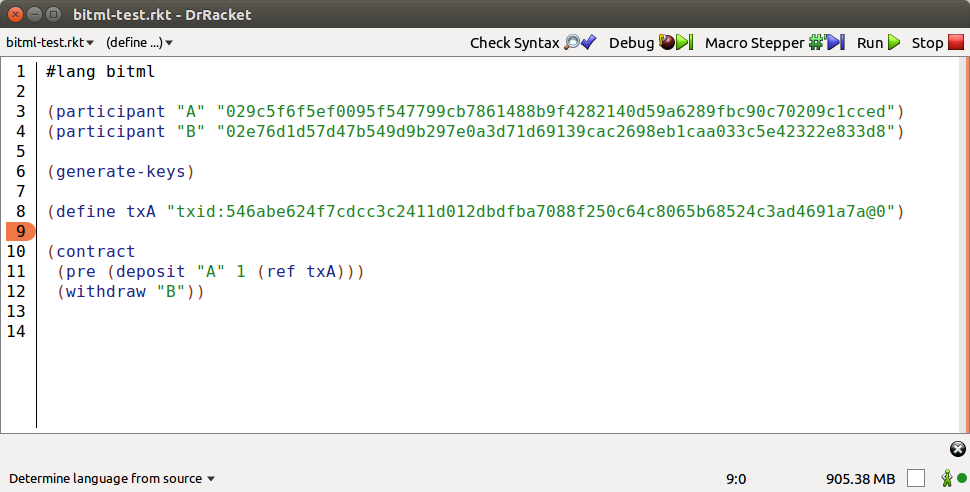 bitml-test.rkt - DrRacket
bitml-test.rkt (define ...) Check Syntax Debug Macro Stepper Run Stop
1 #lang bitml
2
3 (participant "A" "029c5f6f5ef0095f547799cb7861488b9f4282140d59a6289fbc90c70209c1cced")
4 (participant "B" "02e76d1d57d47b549d9b297e0a3d71d69139cac2698eb1caa033c5e42322e833d8")
5
6 (generate-keys)
7
8 (define txA "txid:546abe624f7cdcc3c2411d012dbdfba7088f250c64c8065b68524c3ad4691a7a@0")
9
10 (contract
11 (pre (deposit "A" 1 (ref txA)))
12 (withdraw "B"))
13
14
Determine language from source 9:0 905.38 MB